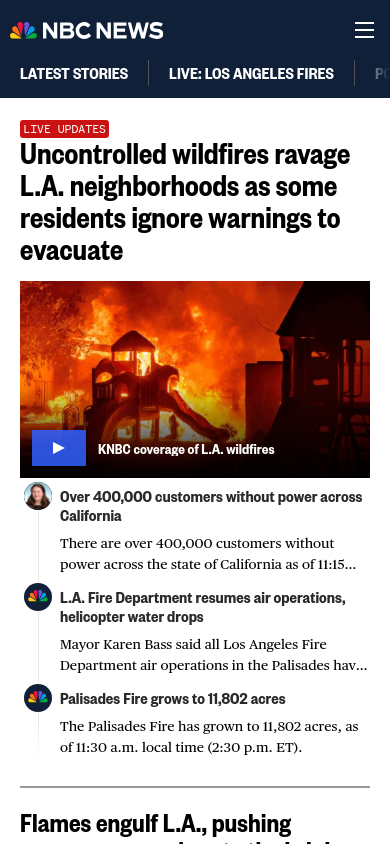 NBC NEWS
LATEST STORIES
LIVE: LOS ANGELES FIRES
LIVE UPDATES
Uncontrolled wildfires ravage
L.A. neighborhoods as some
residents ignore warnings to
evacuate
KNBC coverage of L.A. wildfires
Over 400,000 customers without power across
California
There are over 400,000 customers without
power across the state of California as of 11:15...
L.A. Fire Department resumes air operations,
helicopter water drops
Mayor Karen Bass said all Los Angeles Fire
Department air operations in the Palisades hav...
Palisades Fire grows to 11,802 acres
The Palisades Fire has grown to 11,802 acres, as
of 11:30 a.m. local time (2:30 p.m. ET).
Flames engulf L.A., pushing